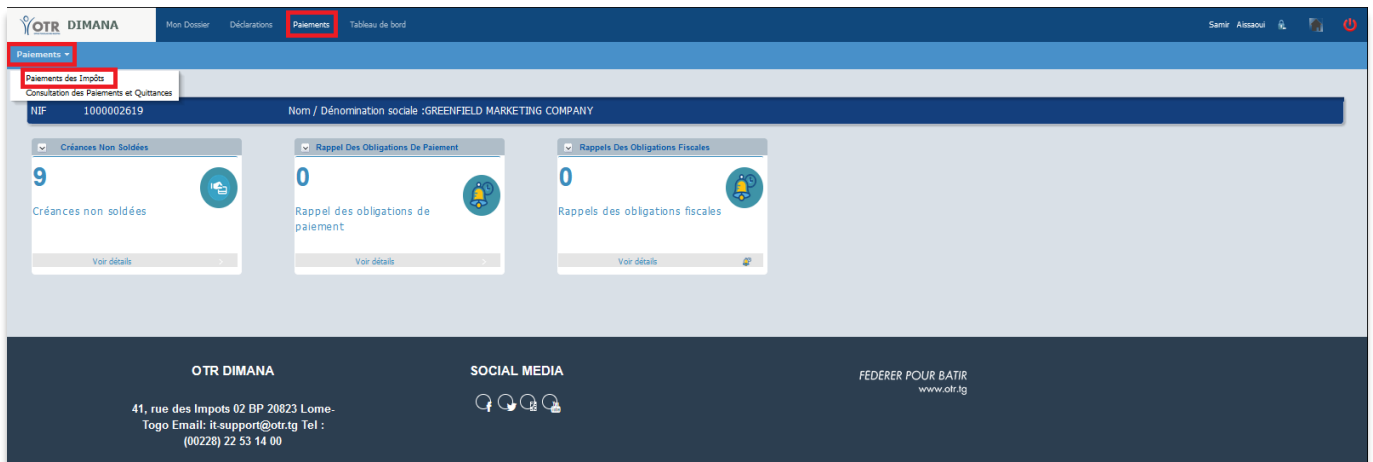 OTR DIMANA
Mon Dossier Déclarations Paiements Tableau de bord
Samir Aissaoui
Paiements
Paiements des Impôts
Consultation des Paiements et Quittances
NIF 1000002619 Nom / Dénomination sociale :GREENFIELD MARKETING COMPANY
Créances Non Soldées
9
Créances non soldées
Voir détails >
Rappel Des Obligations De Paiement
0
Rappel des obligations de
paiement
Voir détails >
Rappels Des Obligations Fiscales
0
Rappels des obligations fiscales
Voir détails
OTR DIMANA
41, rue des Impots 02 BP 20823 Lome-
Togo Email: it-support@otr.tg Tel :
(00228) 22 53 14 00
SOCIAL MEDIA
FÉDÉRER POUR BATIR
www.otr.tg